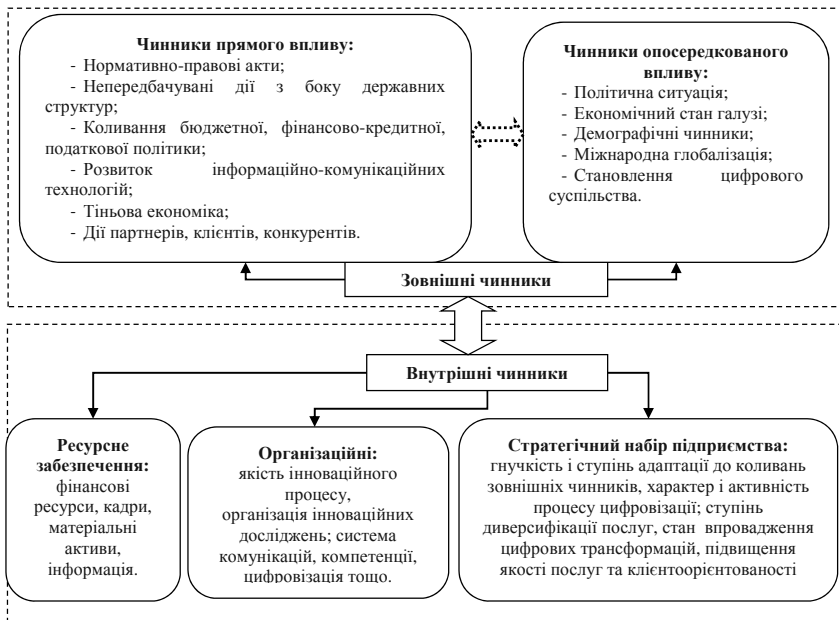 Чинники прямого впливу:
- Нормативно-правові акти;
- Непередбачувані дії з боку державних
структур;
- Коливання бюджетної, фінансово-кредитної,
податкової політики;
- Розвиток інформаційно-комунікаційних
технологій;
- Тіньова економіка;
- Дії партнерів, клієнтів, конкурентів.
Чинники опосередкованого
впливу:
- Політична ситуація;
- Економічний стан галузі;
- Демографічні чинники;
- Міжнародна глобалізація;
- Становлення цифрового
суспільства.
Зовнішні чинники
Внутрішні чинники
Ресурсне
забезпечення:
фінансові
ресурси, кадри,
матеріальні
активи,
інформація.
Організаційні:
якість інноваційного
процесу,
організація інноваційних
досліджень; система
комунікацій, компетенції,
цифровізація тощо.
Стратегічний набір підприємства:
гнучкість і ступінь адаптації до коливань
зовнішніх чинників, характер і активність
процесу цифровізації; ступінь
диверсифікації послуг, стан впровадження
цифрових трансформацій, підвищення
якості послуг та клієнтоорієнтованості